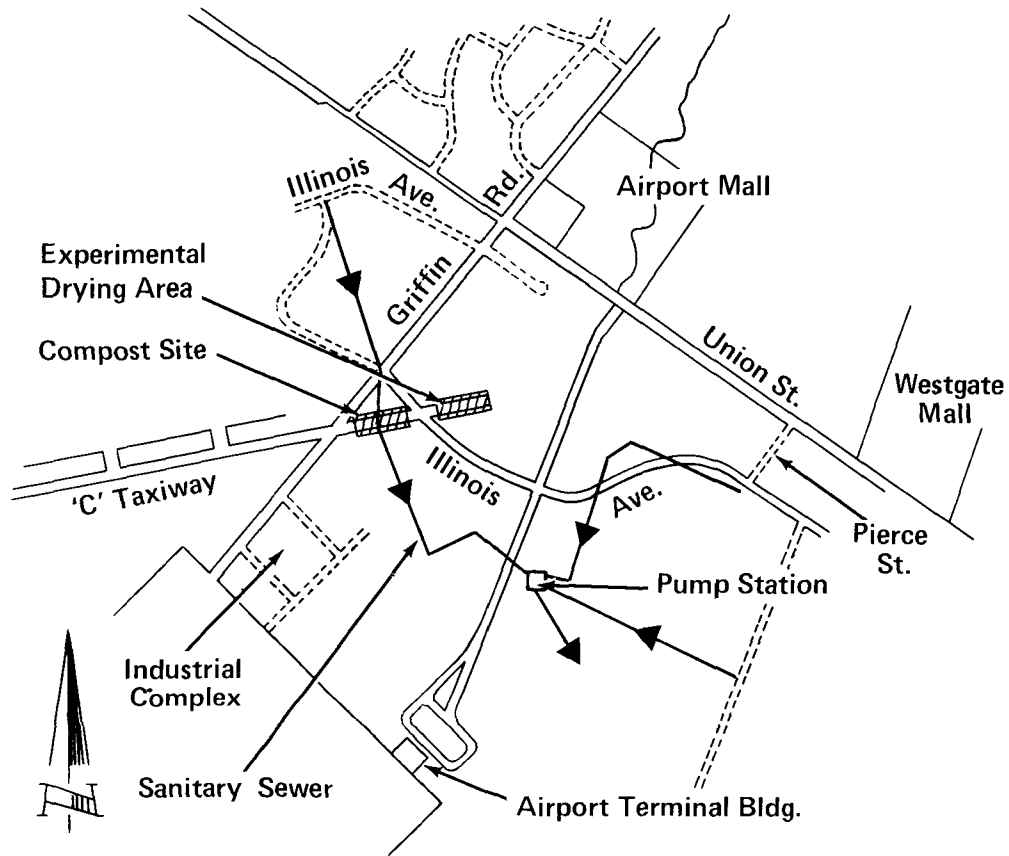 Illinois
Ave.
Rd.
Griffin
Airport Mall
Experimental
Drying Area
Compost Site
Union St.
Westgate
Mall
'C' Taxiway
Illinois
Ave.
Pierce
St.
Pump Station
Industrial
Complex
Sanitary Sewer
Airport Terminal Bldg.
N